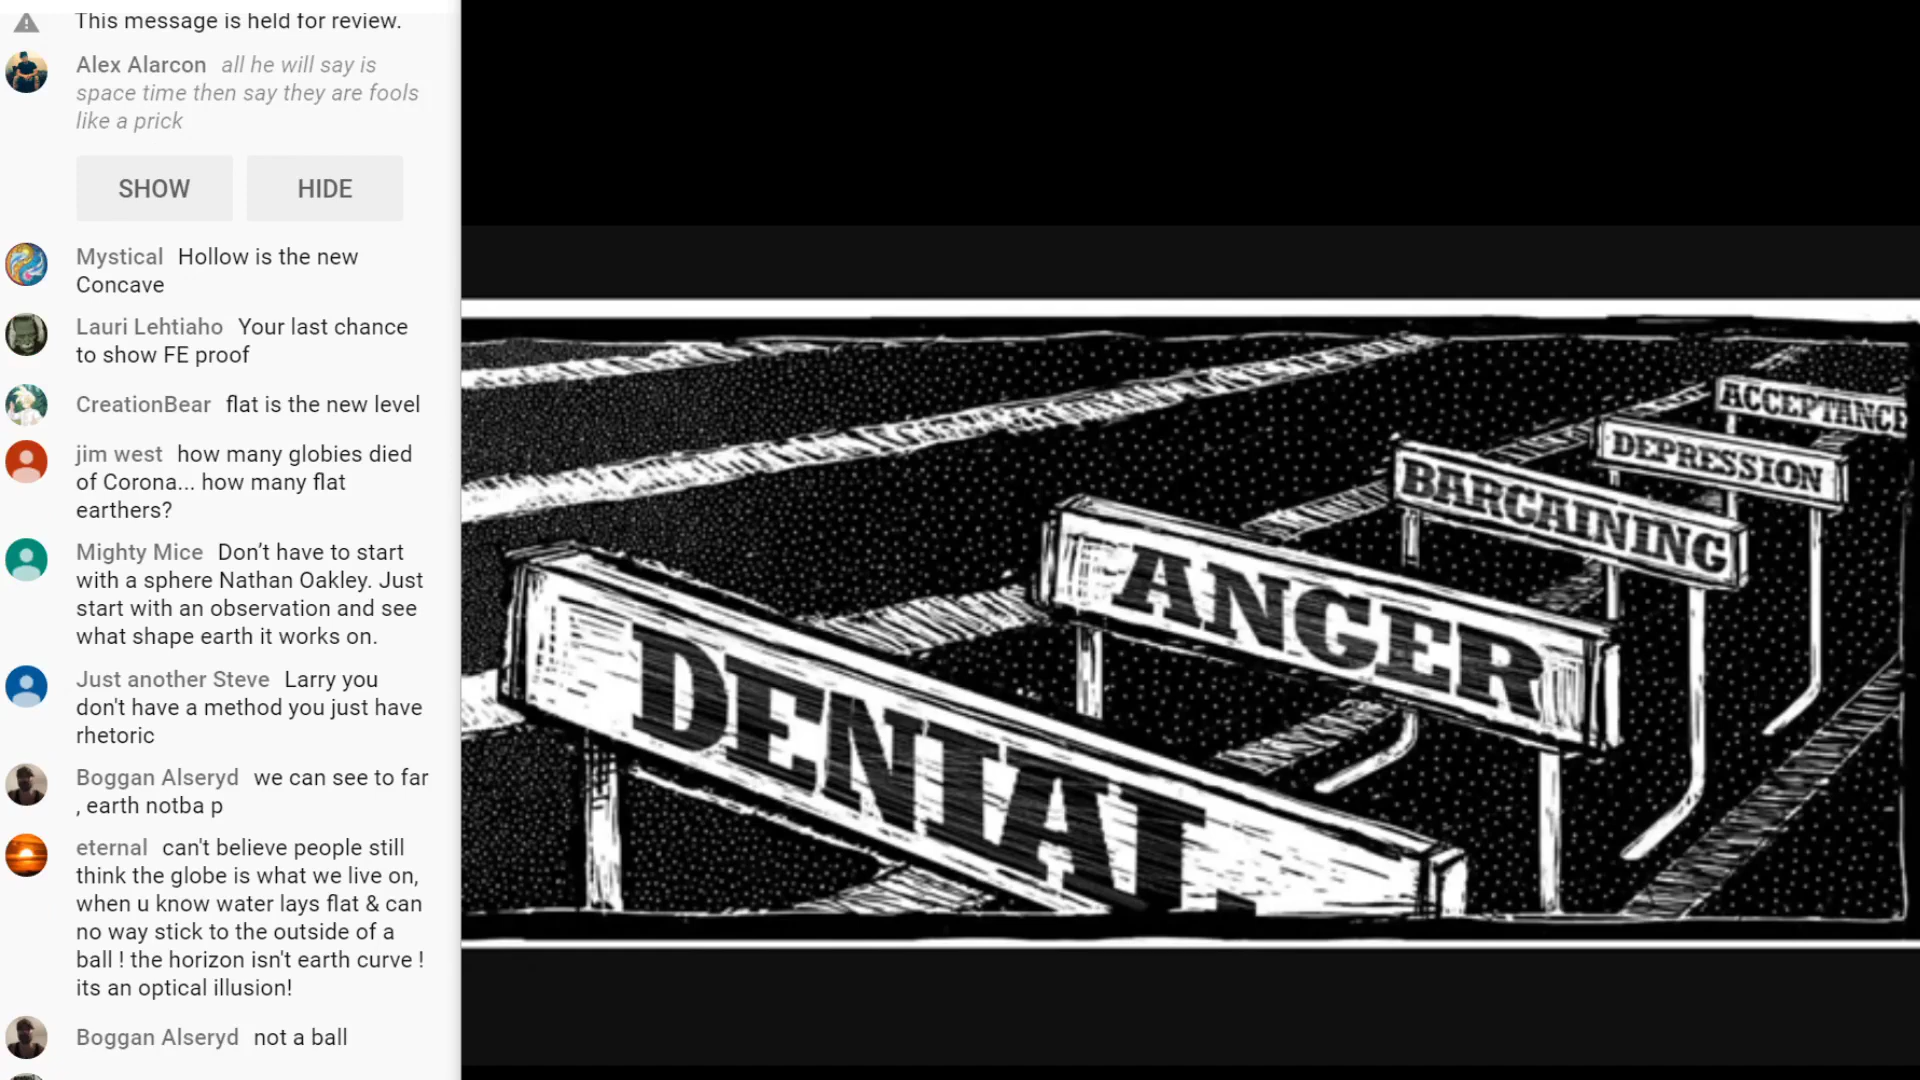 This message is held for review.
Alex Alarcon all he will say is
space time then say they are fools
like a prick
SHOW HIDE
Mystical Hollow is the new
Concave
Lauri Lehtiaho Your last chance
to show FE proof
CreationBear flat is the new level
jim west how many globies died
of Corona... how many flat
earthers?
Mighty Mice Don’t have to start
with a sphere Nathan Oakley. Just
start with an observation and see
what shape earth it works on.
Just another Steve Larry you
don't have a method you just have
rhetoric
Boggan Alseryd we can see to far
, earth notba p
eternal can't believe people still
think the globe is what we live on,
when u know water lays flat & can
no way stick to the outside of a
ball ! the horizon isn't earth curve !
its an optical illusion!
Boggan Alseryd not a ball
ACCEPTANCE
DEPRESSION
BARGAINING
ANGER
DENIAL